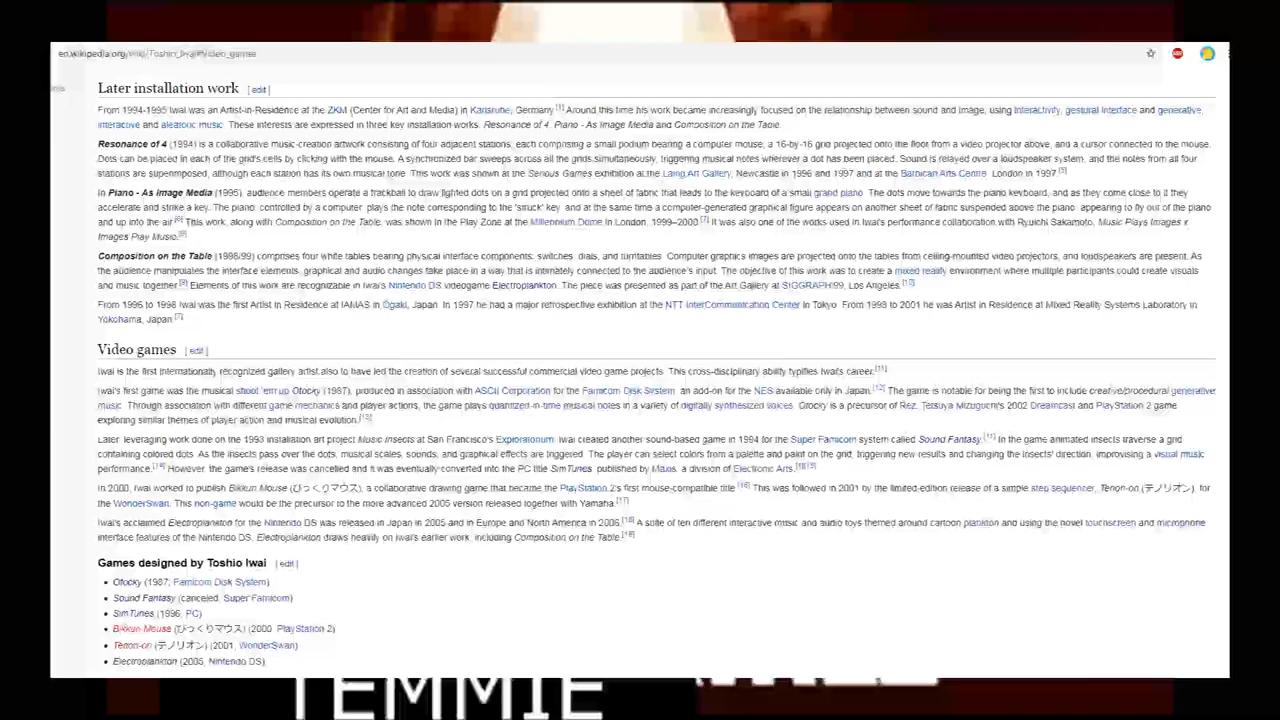 en.wikipedia.org/wiki/Toshio_Iwai#Video_games
Later installation work [ edit ]
From 1994-1995 Iwai was an Artist-in-Residence at the ZKM (Center for Art and Media) in Karlsruhe, Germany.[1] Around this time his work became increasingly focused on the relationship between sound and image, using interactivity, gestural interface and generative,
interactive and aleatoric music. These interests are expressed in three key installation works: Resonance of 4, Piano - As Image Media and Composition on the Table.
Resonance of 4 (1994) is a collaborative music-creation artwork consisting of four adjacent stations, each comprising a small podium bearing a computer mouse, a 16-by-16 grid projected onto the floor from a video projector above, and a cursor connected to the mouse.
Dots can be placed in each of the grid's cells by clicking with the mouse. A synchronized bar sweeps across all the grids simultaneously, triggering musical notes wherever a dot has been placed. Sound is relayed over a loudspeaker system, and the notes from all four
stations are superimposed, although each station has its own musical tone. This work was shown at the Serious Games exhibition at the Laing Art Gallery, Newcastle in 1996 and 1997 and at the Barbican Arts Centre, London in 1997.[5]
In Piano - As Image Media (1995), audience members operate a trackball to draw lighted dots on a grid projected onto a sheet of fabric that leads to the keyboard of a small grand piano. The dots move towards the piano keyboard, and as they come close to it they
accelerate and strike a key. The piano, controlled by a computer, plays the note corresponding to the 'struck' key, and at the same time a computer-generated graphical figure appears on another sheet of fabric suspended above the piano, appearing to fly out of the piano
and up into the air.[6] This work, along with Composition on the Table, was shown in the Play Zone at the Millennium Dome in London, 1999–2000.[7] It was also one of the works used in Iwai's performance collaboration with Ryuichi Sakamoto, Music Plays Images x
Images Play Music.[8]
Composition on the Table (1998/99) comprises four white tables bearing physical interface components: switches, dials, and turntables. Computer graphics images are projected onto the tables from ceiling-mounted video projectors, and loudspeakers are present. As
the audience manipulates the interface elements, graphical and audio changes take place in a way that is intimately connected to the audience's input. The objective of this work was to create a mixed reality environment where multiple participants could create visuals
and music together.[9] Elements of this work are recognizable in Iwai's Nintendo DS videogame Electroplankton. The piece was presented as part of the Art Gallery at SIGGRAPH'99, Los Angeles.[10]
From 1996 to 1998 Iwai was the first Artist in Residence at IAMAS in Ōgaki, Japan. In 1997 he had a major retrospective exhibition at the NTT InterCommunication Center in Tokyo. From 1998 to 2001 he was Artist in Residence at Mixed Reality Systems Laboratory in
Yokohama, Japan.[7]
Video games [ edit ]
Iwai is the first internationally recognized gallery artist also to have led the creation of several successful commercial video game projects. This cross-disciplinary ability typifies Iwai's career.[11]
Iwai's first game was the musical shoot 'em up Otocky (1987), produced in association with ASCII Corporation for the Famicom Disk System, an add-on for the NES available only in Japan.[12] The game is notable for being the first to include creative/procedural generative
music. Through association with different game mechanics and player actions, the game plays quantized-in-time musical notes in a variety of digitally synthesized voices. Otocky is a precursor of Rez, Tetsuya Mizuguchi's 2002 Dreamcast and PlayStation 2 game
exploring similar themes of player action and musical evolution.[13]
Later, leveraging work done on the 1993 installation art project Music Insects at San Francisco's Exploratorium, Iwai created another sound-based game in 1994 for the Super Famicom system called Sound Fantasy.[11] In the game animated insects traverse a grid
containing colored dots. As the insects pass over the dots, musical scales, sounds, and graphical effects are triggered. The player can select colors from a palette and paint on the grid, triggering new results and changing the insects' direction, improvising a visual music
performance.[14] However, the game's release was cancelled and it was eventually converted into the PC title SimTunes, published by Maxis, a division of Electronic Arts.[15]
In 2000, Iwai worked to publish Bikkuri Mouse (びっくりマウス), a collaborative drawing game that became the PlayStation 2's first mouse-compatible title.[16] This was followed in 2001 by the limited-edition release of a simple step sequencer, Tenori-on (テノリオン), for
the WonderSwan. This non-game would be the precursor to the more advanced 2005 version released together with Yamaha.[17]
Iwai's acclaimed Electroplankton for the Nintendo DS was released in Japan in 2005 and in Europe and North America in 2006.[18] A suite of ten different interactive music and audio toys themed around cartoon plankton and using the novel touchscreen and microphone
interface features of the Nintendo DS, Electroplankton draws heavily on Iwai's earlier work, including Composition on the Table.[19]
Games designed by Toshio Iwai [ edit ]
• Otocky (1987, Famicom Disk System)
• Sound Fantasy (canceled, Super Famicom)
• SimTunes (1996, PC)
• Bikkuri Mouse (びっくりマウス) (2000, PlayStation 2)
• Tenori-on (テノリオン) (2001, WonderSwan)
• Electroplankton (2005, Nintendo DS)
TEMMIE